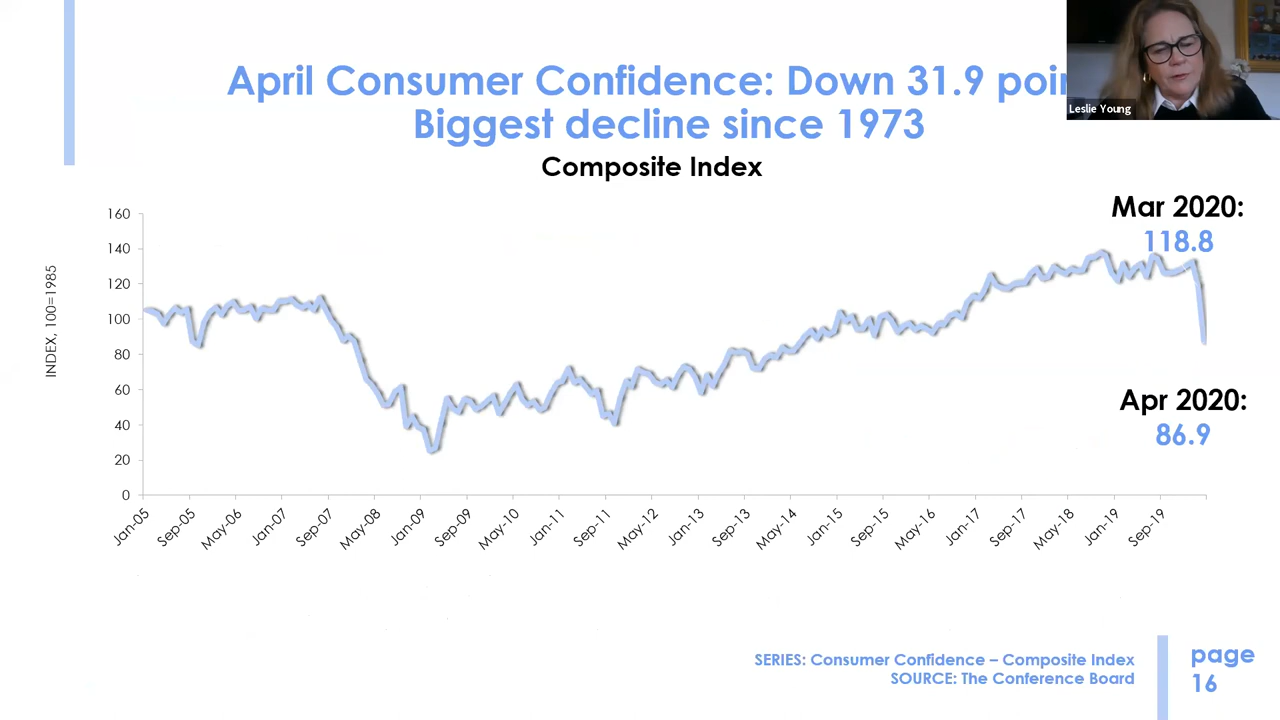 April Consumer Confidence: Down 31.9
Biggest decline since 1973
Composite Index
Leslie Young
Mar 2020:
118.8
INDEX, 100=1985
160
140
120
100
80
60
40
20
0
Apr 2020:
86.9
Jan-05
Sep-05
May-06
Jan-07
Sep-07
May-08
Jan-09
Sep-09
May-10
Jan-11
Sep-11
May-12
Jan-13
Sep-13
May-14
Jan-15
Sep-15
May-16
Jan-17
Sep-17
May-18
Jan-19
Sep-19
SERIES: Consumer Confidence – Composite Index
SOURCE: The Conference Board
page
16